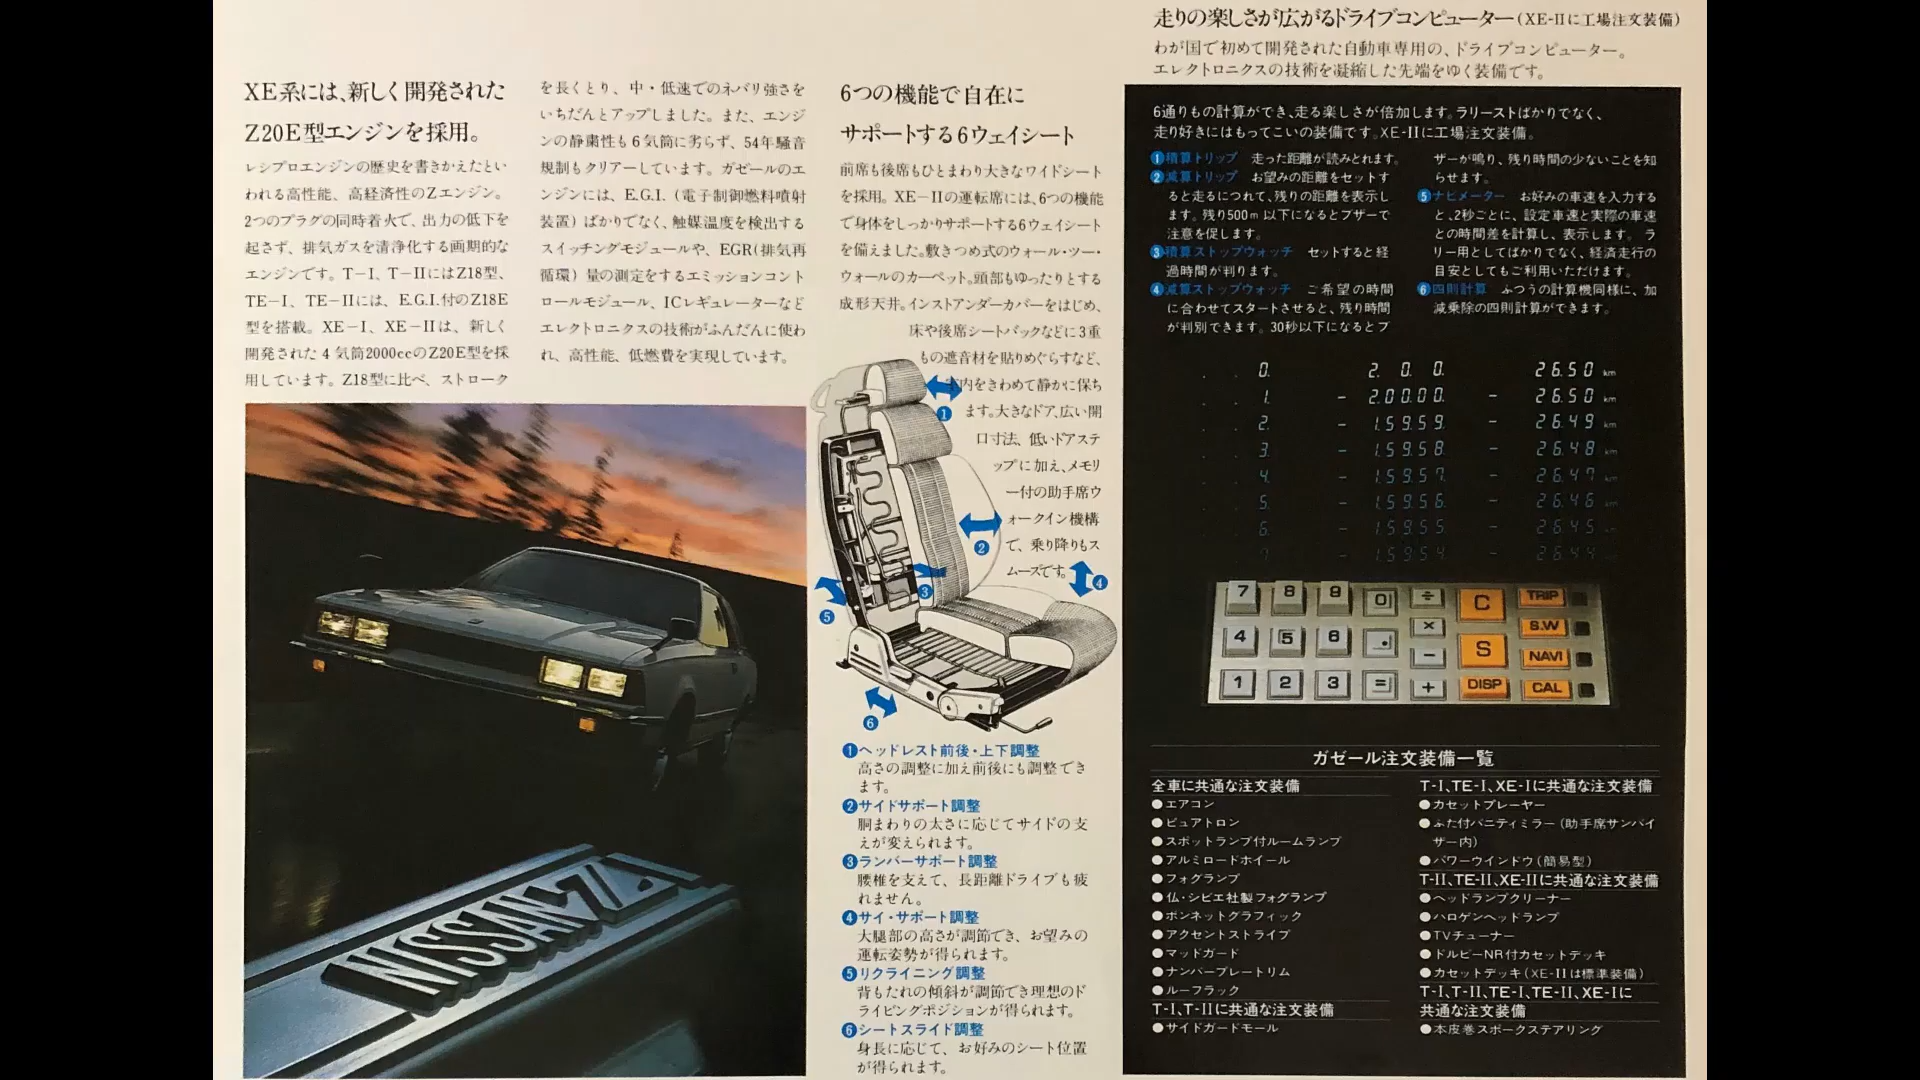 XE系には、新しく開発された
Z20E型エンジンを採用。
レシプロエンジンの歴史を書きかえたとい
われる高性能、高経済性のZエンジン。
2つのプラグの同時着火で、出力の低下を
起さず、排気ガスを清浄化する画期的な
エンジンです。T-I、T-IIにはZ18型、
TE-I、TE-IIには、E.G.I.付のZ18E
型を搭載。XE-I、XE-IIは、新しく
開発された4気筒2000ccのZ20E型を採
用しています。Z18型に比べ、ストローク
を長くとり、中・低速でのネバリ強さを
いちだんとアップしました。また、エンジ
ンの静粛性も6気筒に劣らず、54年騒音
規制もクリアーしています。ガゼールのエ
ンジンには、E.G.I.(電子制御燃料噴射
装置)ばかりでなく、触媒温度を検出する
スイッチングモジュールや、EGR(排気再
循環)量の測定をするエミッションコント
ロールモジュール、ICレギュレーターなど
エレクトロニクスの技術がふんだんに使わ
れ、高性能、低燃費を実現しています。
NISSAN Z
6つの機能で自在に
サポートする6ウェイシート
前席も後席もひとまわり大きなワイドシート
を採用。XE-IIの運転席には、6つの機能
で身体をしっかりサポートする6ウェイシート
を備えました。敷きつめ式のウォール・ツー・
ウォールのカーペット。頭部もゆったりとする
成形天井。インストアンダーカバーをはじめ、
床や後席シートバックなどに3重
もの遮音材を貼りめぐらすなど、
室内をきわめて静かに保ち
ます。大きなドア、広い開
口寸法、低いドアステ
ップに加え、メモリ
ー付の助手席ウ
ォークイン機構
で、乗り降りもス
ムーズです。
1
2
3
4
5
6
❶ヘッドレスト前後・上下調整
高さの調整に加え前後にも調整でき
ます。
❷サイドサポート調整
胴まわりの太さに応じてサイドの支
えが変えられます。
❸ランバーサポート調整
腰椎を支えて、長距離ドライブも疲
れません。
❹サイ・サポート調整
大腿部の高さが調節でき、お望みの
運転姿勢が得られます。
❺リクライニング調整
背もたれの傾斜が調節でき理想のド
ライビングポジションが得られます。
❻シートスライド調整
身長に応じて、お好みのシート位置
が得られます。
走りの楽しさが広がるドライブコンピューター(XE-IIに工場注文装備)
わが国で初めて開発された自動車専用の、ドライブコンピューター。
エレクトロニクスの技術を凝縮した先端をゆく装備です。
6通りもの計算ができ、走る楽しさが倍加します。ラリーストばかりでなく、
走り好きにはもってこいの装備です。XE-IIに工場注文装備。
❶積算トリップ 走った距離が読みとれます。
❷減算トリップ お望みの距離をセットす
ると走るにつれて、残りの距離を表示し
ます。残り500m以下になるとブザーで
注意を促します。
❸積算ストップウォッチ セットすると経
過時間が判ります。
❹減算ストップウォッチ ご希望の時間
に合わせてスタートさせると、残り時間
が判別できます。30秒以下になるとブ
ザーが鳴り、残り時間の少ないことを知
らせます。
❺ナビメーター お好みの車速を入力する
と、2秒ごとに、設定車速と実際の車速
との時間差を計算し、表示します。ラ
リー用としてばかりでなく、経済走行の
目安としてもご利用いただけます。
❻四則計算 ふつうの計算機同様に、加
減乗除の四則計算ができます。
0. 2. 0. 0. 26.50 km
1. - 2.00.00. - 26.50 km
2. - 1.59.59. - 26.49 km
3. - 1.59.58. - 26.48 km
4. - 1.59.57. - 26.47 km
5. - 1.59.56 - 26.46 km
6. - 1.59.55 - 26.45 km
7. - 1.59.54 - 26.44 km
7 8 9 0 ÷ C TRIP
4 5 6 . × S S.W
− NAVI
1 2 3 = + DISP CAL
ガゼール注文装備一覧
全車に共通な注文装備
●エアコン
●ピュアトロン
●スポットランプ付ルームランプ
●アルミロードホイール
●フォグランプ
●仏・シビエ社製フォグランプ
●ボンネットグラフィック
●アクセントストライプ
●マッドガード
●ナンバープレートリム
●ルーフラック
T-I、T-IIに共通な注文装備
●サイドガードモール
T-I、TE-I、XE-Iに共通な注文装備
●カセットプレーヤー
●ふた付バニティミラー(助手席サンバイ
ザー内)
●パワーウインドウ(簡易型)
T-II、TE-II、XE-IIに共通な注文装備
●ヘッドランプクリーナー
●ハロゲンヘッドランプ
●TVチューナー
●ドルビーNR付カセットデッキ
●カセットデッキ(XE-IIは標準装備)
T-I、T-II、TE-I、TE-II、XE-Iに
共通な注文装備
●本皮巻スポークステアリング